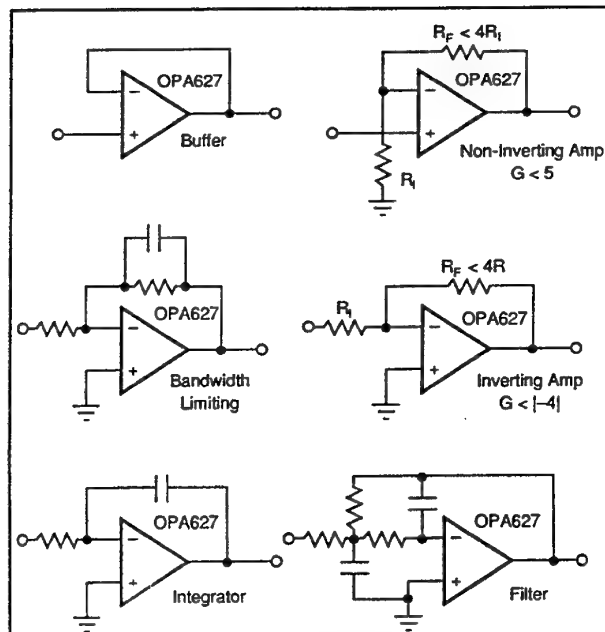 OPA627
−
+
Buffer
R_F < 4R_I
OPA627
−
+
R_I
Non-Inverting Amp
G < 5
OPA627
−
+
Bandwidth
Limiting
R_F < 4R
R_I
OPA627
−
+
Inverting Amp
G < |−4|
OPA627
−
+
Integrator
OPA627
−
+
Filter